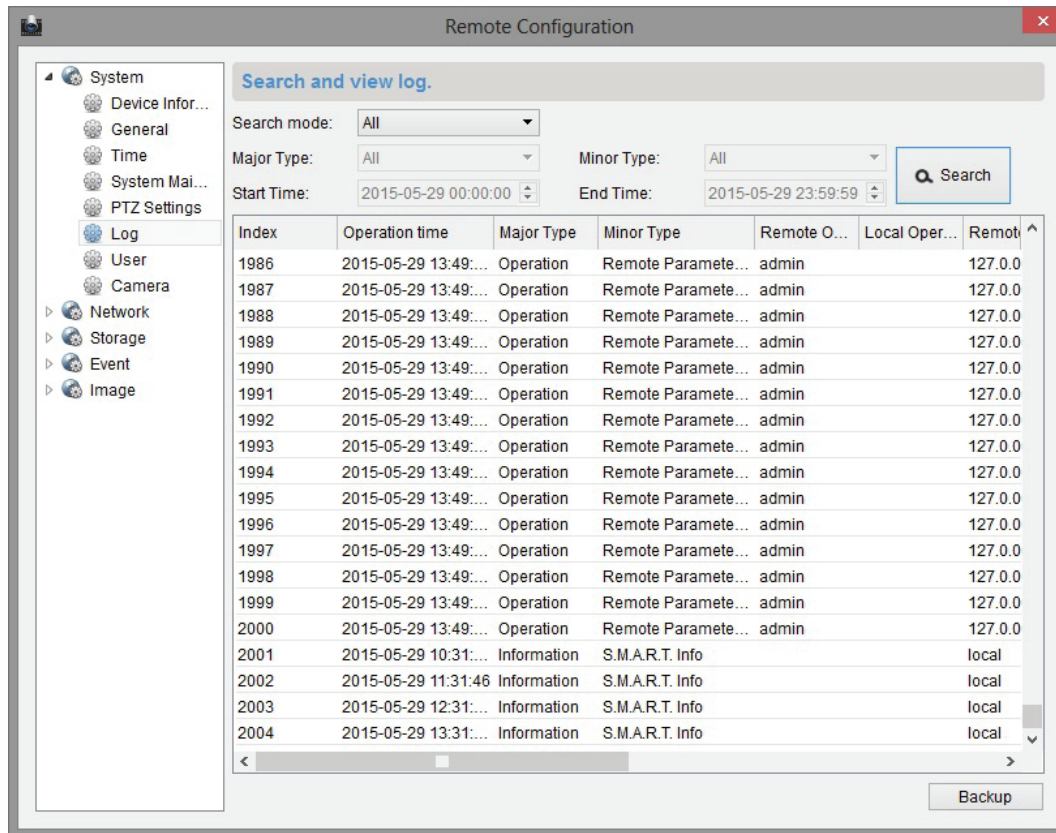 Remote Configuration
System
Device Infor...
General
Time
System Mai...
PTZ Settings
Log
User
Camera
Network
Storage
Event
Image
Search and view log.
Search mode: All
Major Type: All Minor Type: All
Start Time: 2015-05-29 00:00:00 End Time: 2015-05-29 23:59:59
Search
Index Operation time Major Type Minor Type Remote O... Local Oper... Remote
1986 2015-05-29 13:49:... Operation Remote Paramete... admin 127.0.0
1987 2015-05-29 13:49:... Operation Remote Paramete... admin 127.0.0
1988 2015-05-29 13:49:... Operation Remote Paramete... admin 127.0.0
1989 2015-05-29 13:49:... Operation Remote Paramete... admin 127.0.0
1990 2015-05-29 13:49:... Operation Remote Paramete... admin 127.0.0
1991 2015-05-29 13:49:... Operation Remote Paramete... admin 127.0.0
1992 2015-05-29 13:49:... Operation Remote Paramete... admin 127.0.0
1993 2015-05-29 13:49:... Operation Remote Paramete... admin 127.0.0
1994 2015-05-29 13:49:... Operation Remote Paramete... admin 127.0.0
1995 2015-05-29 13:49:... Operation Remote Paramete... admin 127.0.0
1996 2015-05-29 13:49:... Operation Remote Paramete... admin 127.0.0
1997 2015-05-29 13:49:... Operation Remote Paramete... admin 127.0.0
1998 2015-05-29 13:49:... Operation Remote Paramete... admin 127.0.0
1999 2015-05-29 13:49:... Operation Remote Paramete... admin 127.0.0
2000 2015-05-29 13:49:... Operation Remote Paramete... admin 127.0.0
2001 2015-05-29 10:31:... Information S.M.A.R.T. Info local
2002 2015-05-29 11:31:46 Information S.M.A.R.T. Info local
2003 2015-05-29 12:31:... Information S.M.A.R.T. Info local
2004 2015-05-29 13:31:... Information S.M.A.R.T. Info local
Backup